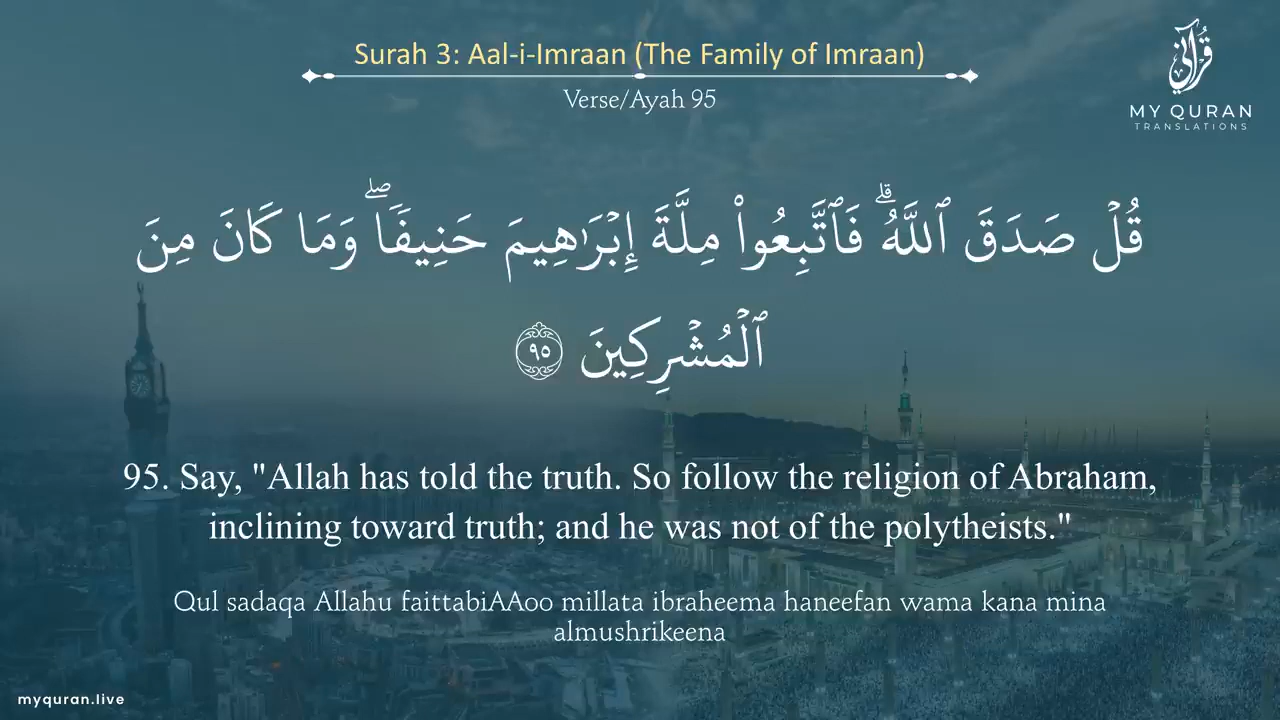 Surah 3: Aal-i-Imraan (The Family of Imraan)
Verse/Ayah 95
قرآني
MY QURAN
TRANSLATIONS
قُلْ صَدَقَ ٱللَّهُ ۗ فَٱتَّبِعُوا۟ مِلَّةَ إِبْرَٰهِيمَ حَنِيفًا ۖ وَمَا كَانَ مِنَ
ٱلْمُشْرِكِينَ ٩٥
95. Say, "Allah has told the truth. So follow the religion of Abraham,
inclining toward truth; and he was not of the polytheists."
Qul sadaqa Allahu faittabiAAoo millata ibraheema haneefan wama kana mina
almushrikeena
myquran.live